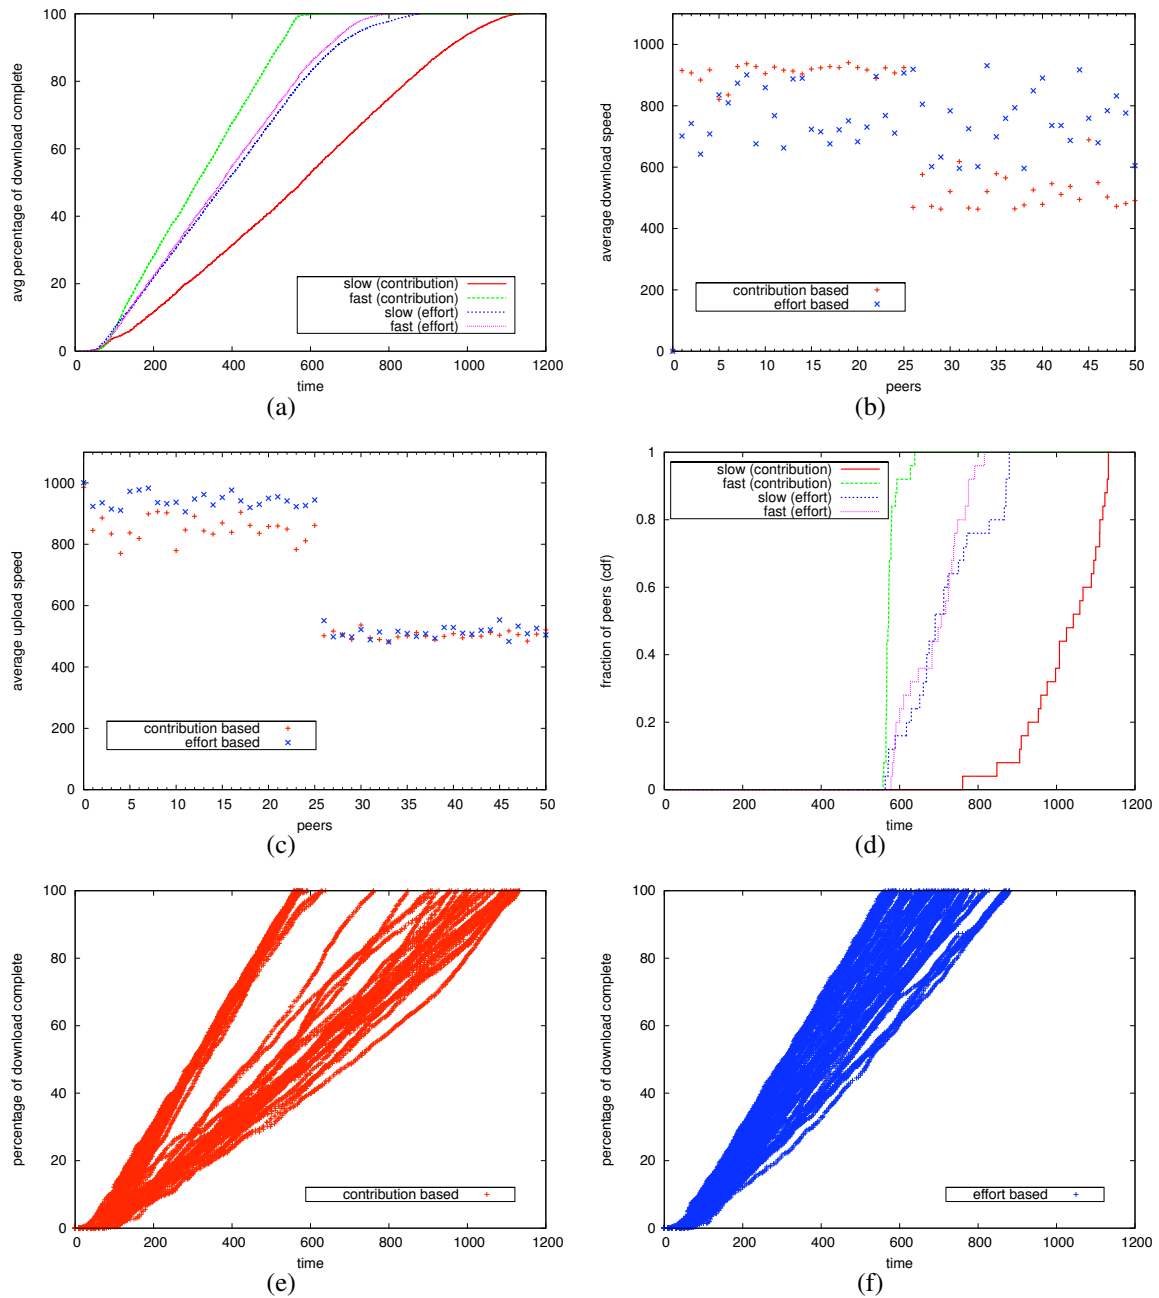 100
80
60
40
20
0
avg percentage of download complete
slow (contribution)
fast (contribution)
slow (effort)
fast (effort)
0 200 400 600 800 1000 1200
time
(a)
1000
800
600
400
200
0
average download speed
contribution based
effort based
0 5 10 15 20 25 30 35 40 45 50
peers
(b)
1000
800
600
400
200
0
average upload speed
contribution based
effort based
0 5 10 15 20 25 30 35 40 45 50
peers
(c)
1
0.8
0.6
0.4
0.2
0
fraction of peers (cdf)
slow (contribution)
fast (contribution)
slow (effort)
fast (effort)
0 200 400 600 800 1000 1200
time
(d)
100
80
60
40
20
0
percentage of download complete
contribution based
0 200 400 600 800 1000 1200
time
(e)
100
80
60
40
20
0
percentage of download complete
effort based
0 200 400 600 800 1000 1200
time
(f)